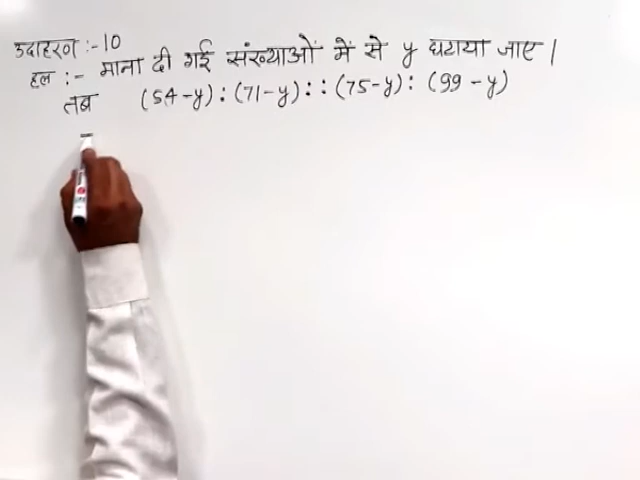 उदाहरण :- 10
हल :- माना दी गई संख्याओं में से y घटाया जाए |
तब (54-y) : (71-y) : : (75-y) : (99-y)